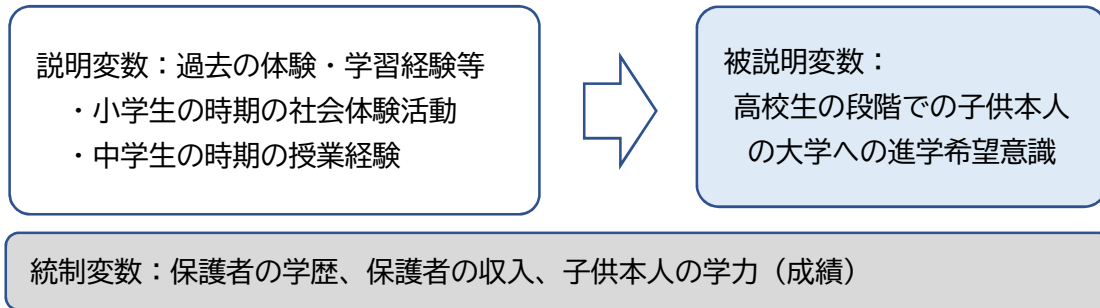 説明変数：過去の体験・学習経験等
・小学生の時期の社会体験活動
・中学生の時期の授業経験
被説明変数：
高校生の段階での子供本人
の大学への進学希望意識
統制変数：保護者の学歴、保護者の収入、子供本人の学力（成績）